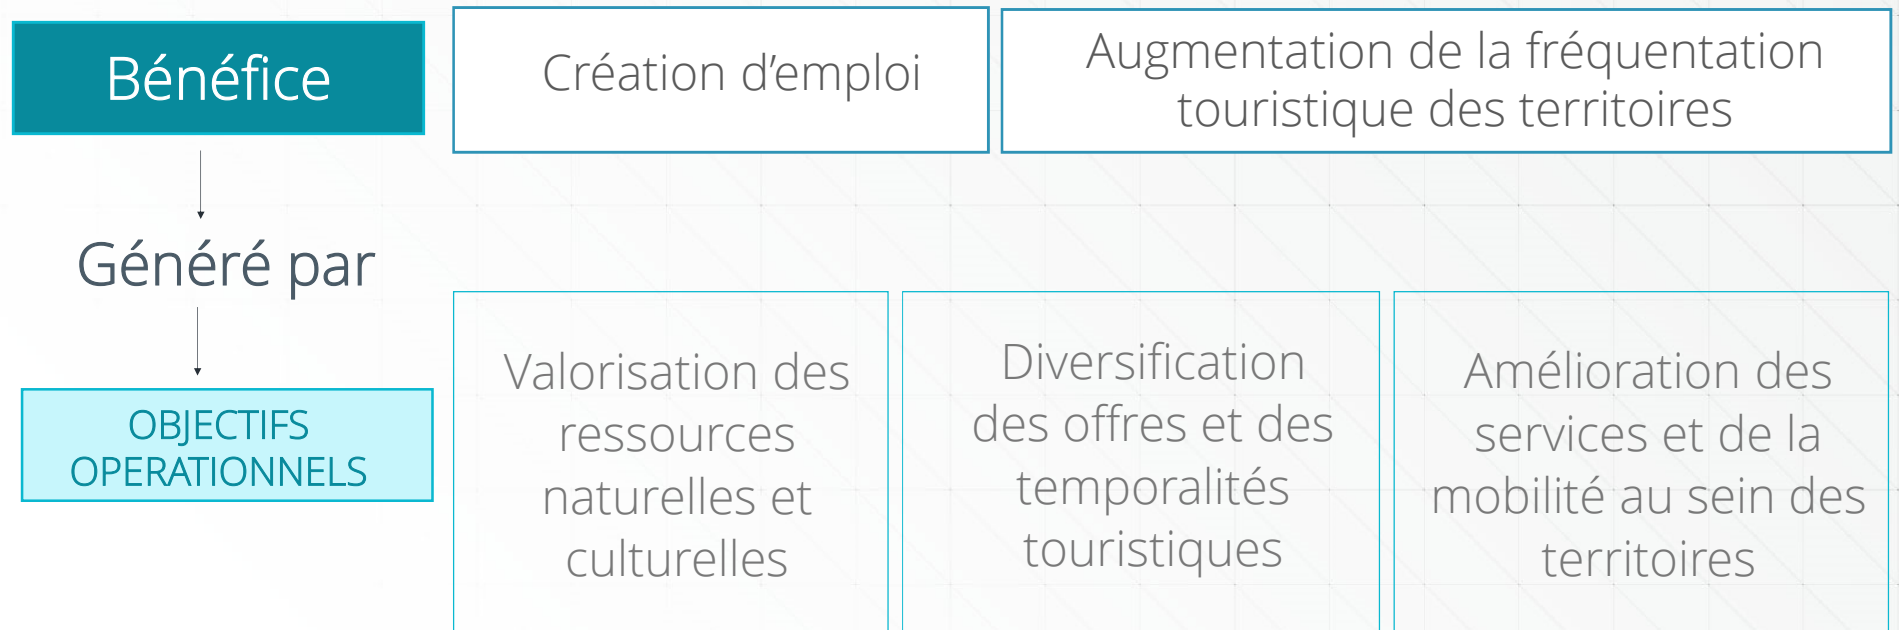 Bénéfice
Création d'emploi
Augmentation de la fréquentation
touristique des territoires
Généré par
OBJECTIFS
OPERATIONNELS
Valorisation des
ressources
naturelles et
culturelles
Diversification
des offres et des
temporalités
touristiques
Amélioration des
services et de la
mobilité au sein des
territoires